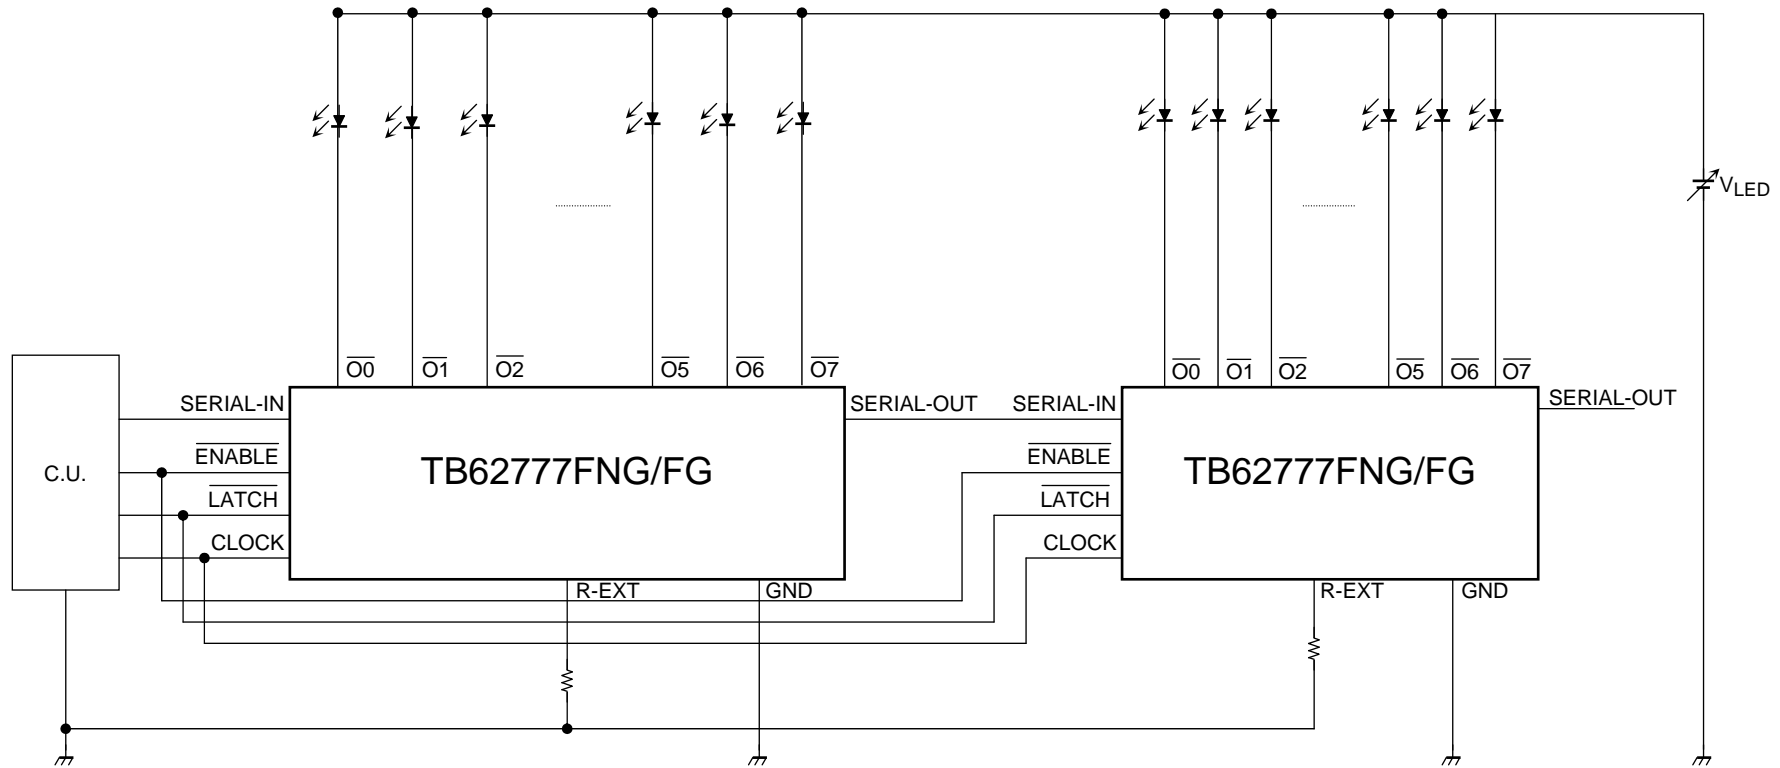 VLED
O0 O1 O2 O5 O6 O7
O0 O1 O2 O5 O6 O7
SERIAL-IN
SERIAL-OUT
SERIAL-IN
SERIAL-OUT
C.U.
ENABLE
TB62777FNG/FG
ENABLE
TB62777FNG/FG
LATCH
LATCH
CLOCK
CLOCK
R-EXT
GND
R-EXT
GND